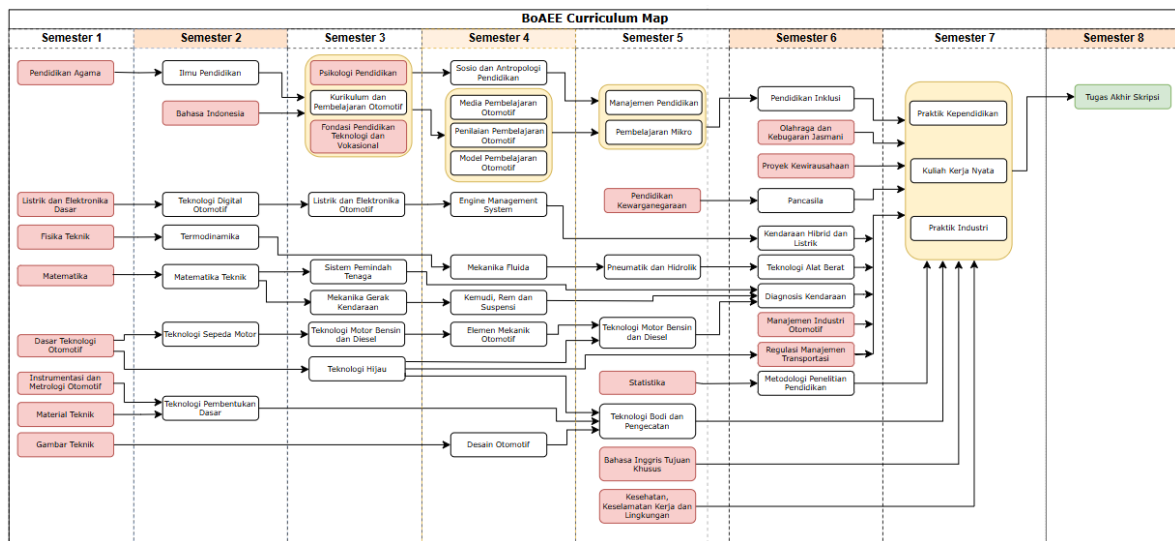 BoAEE Curriculum Map
Semester 1
Semester 2
Semester 3
Semester 4
Semester 5
Semester 6
Semester 7
Semester 8
Pendidikan Agama
Listrik dan Elektronika
Dasar
Fisika Teknik
Matematika
Dasar Teknologi
Otomotif
Instrumentasi dan
Metrologi Otomotif
Material Teknik
Gambar Teknik
Ilmu Pendidikan
Bahasa Indonesia
Teknologi Digital
Otomotif
Termodinamika
Matematika Teknik
Teknologi Sepeda Motor
Teknologi Pembentukan
Dasar
Psikologi Pendidikan
Kurikulum dan
Pembelajaran Otomotif
Fondasi Pendidikan
Teknologi dan
Vokasional
Listrik dan Elektronika
Otomotif
Sistem Pemindah
Tenaga
Mekanika Gerak
Kendaraan
Teknologi Motor Bensin
dan Diesel
Teknologi Hijau
Sosio dan Antropologi
Pendidikan
Media Pembelajaran
Otomotif
Penilaian Pembelajaran
Otomotif
Model Pembelajaran
Otomotif
Engine Management
System
Mekanika Fluida
Kemudi, Rem dan
Suspensi
Elemen Mekanik
Otomotif
Desain Otomotif
Manajemen Pendidikan
Pembelajaran Mikro
Pendidikan
Kewarganegaraan
Pneumatik dan Hidrolik
Teknologi Motor Bensin
dan Diesel
Statistika
Teknologi Bodi dan
Pengecatan
Bahasa Inggris Tujuan
Khusus
Kesehatan,
Keselamatan Kerja dan
Lingkungan
Pendidikan Inklusi
Olahraga dan
Kebugaran Jasmani
Proyek Kewirausahaan
Pancasila
Kendaraan Hibrid dan
Listrik
Teknologi Alat Berat
Diagnosis Kendaraan
Manajemen Industri
Otomotif
Regulasi Manajemen
Transportasi
Metodologi Penelitian
Pendidikan
Praktik Kependidikan
Kuliah Kerja Nyata
Praktik Industri
Tugas Akhir Skripsi